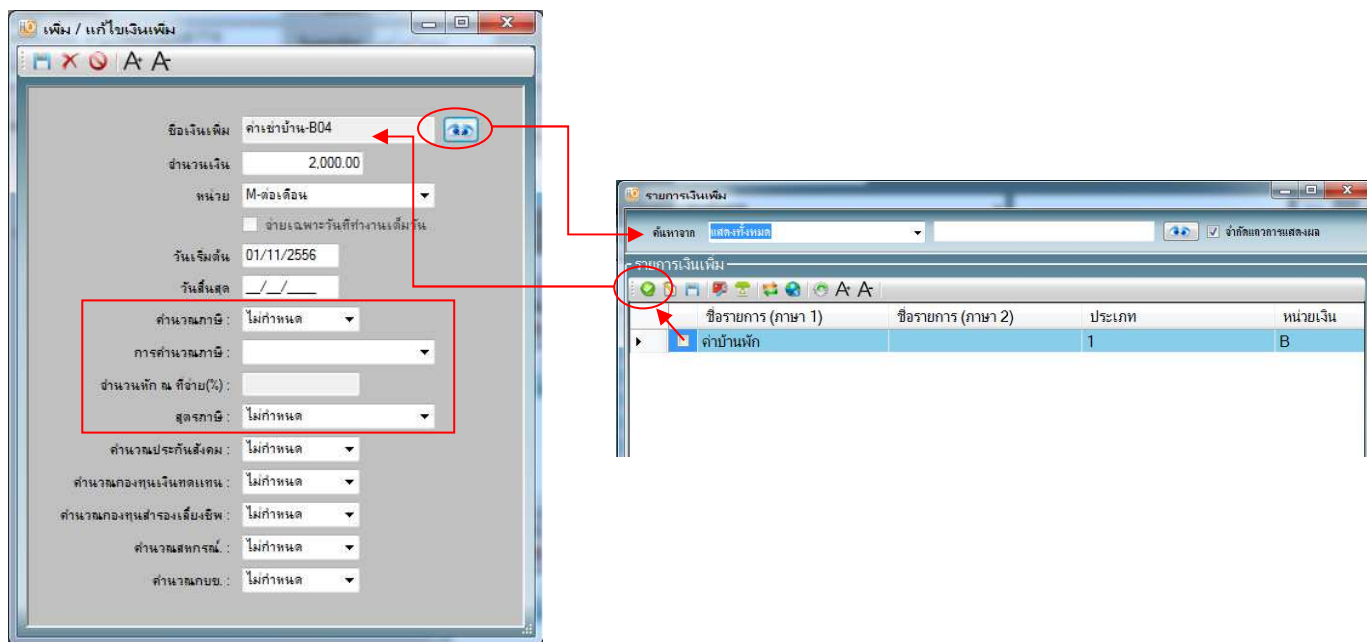 เพิ่ม / แก้ไขเงินเพิ่ม
A+ A-
ชื่อเงินเพิ่ม ค่าเช่าบ้าน-B04
จำนวนเงิน 2,000.00
หน่วย M-ต่อเดือน
จ่ายเฉพาะวันที่ทำงานเต็มวัน
วันเริ่มต้น 01/11/2556
วันสิ้นสุด __/__/____
คำนวณภาษี : ไม่กำหนด
การคำนวณภาษี :
จำนวนหัก ณ ที่จ่าย(%) :
สูตรภาษี : ไม่กำหนด
คำนวณประกันสังคม : ไม่กำหนด
คำนวณกองทุนเงินทดแทน : ไม่กำหนด
คำนวณกองทุนสำรองเลี้ยงชีพ : ไม่กำหนด
คำนวณสหกรณ์. : ไม่กำหนด
คำนวณกบข. : ไม่กำหนด
รายการเงินเพิ่ม
ค้นหาจาก แสดงทั้งหมด จำกัดแถวการแสดงผล
รายการเงินเพิ่ม
A+ A-
ชื่อรายการ (ภาษา 1) ชื่อรายการ (ภาษา 2) ประเภท หน่วยเงิน
ค่าบ้านพัก 1 B